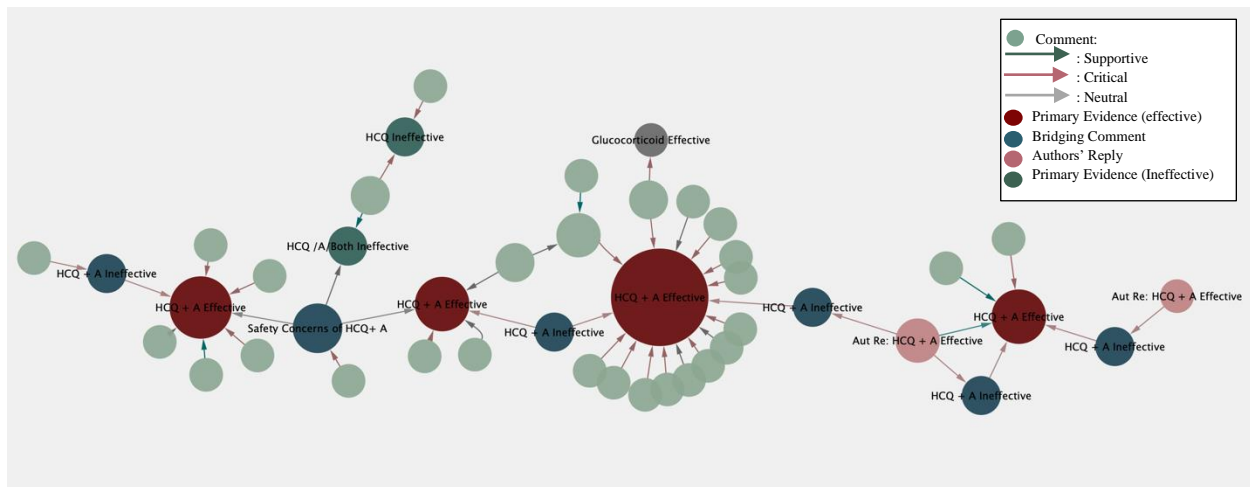 Comment:
: Supportive
: Critical
: Neutral
Primary Evidence (effective)
Bridging Comment
Authors' Reply
Primary Evidence (Ineffective)
HCQ Ineffective
Glucocorticoid Effective
HCQ /A/Both Ineffective
HCQ + A Ineffective
HCQ + A Effective
Safety Concerns of HCQ+ A
HCQ + A Effective
HCQ + A Ineffective
HCQ + A Effective
HCQ + A Ineffective
Aut Re: HCQ + A Effective
HCQ + A Effective
Aut Re: HCQ + A Effective
HCQ + A Ineffective
HCQ + A Ineffective